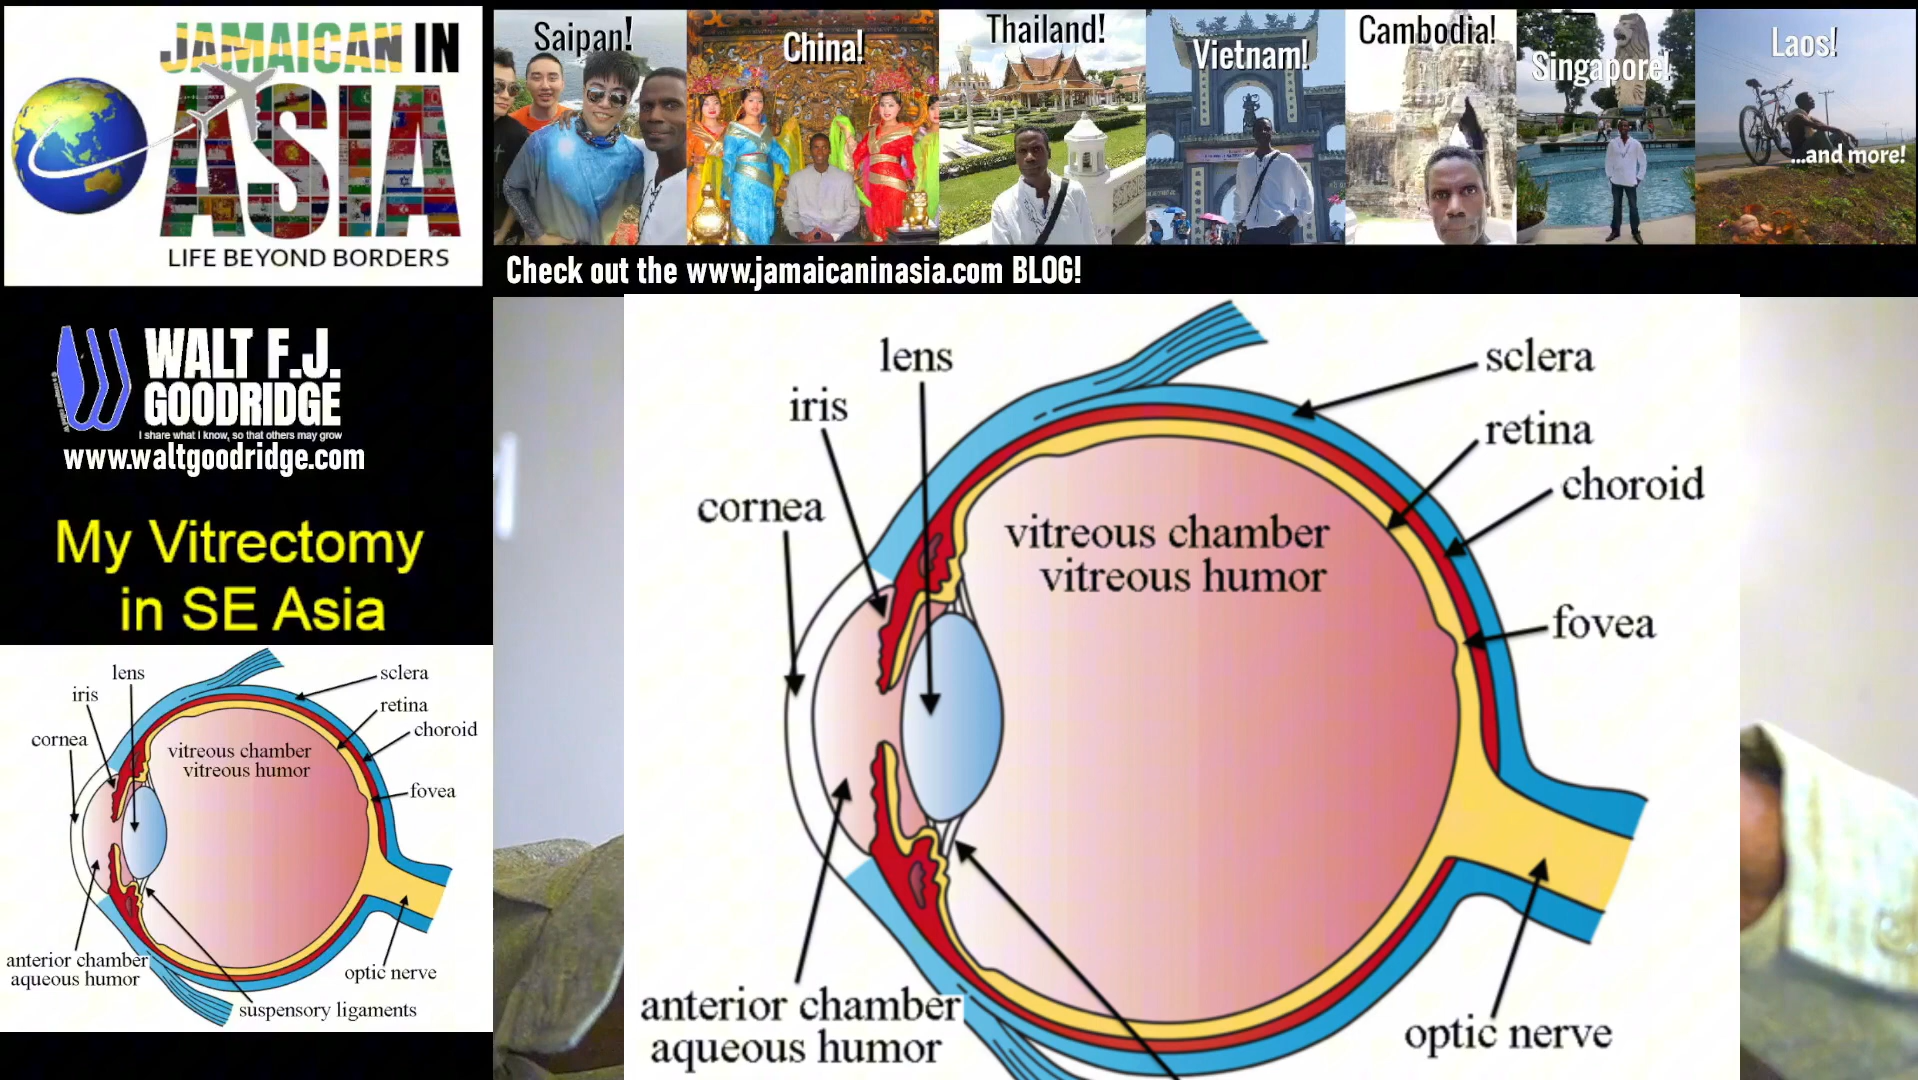 JAMAICAN IN
ASIA
LIFE BEYOND BORDERS
Saipan!
China!
Thailand!
Vietnam!
Cambodia!
Singapore!
Laos!
...and more!
Check out the www.jamaicaninasia.com BLOG!
WALT F.J.
GOODRIDGE
I share what I know, so that others may grow
www.waltgoodridge.com
My Vitrectomy
in SE Asia
lens
iris
cornea
sclera
retina
choroid
vitreous chamber
vitreous humor
fovea
anterior chamber
aqueous humor
optic nerve
suspensory ligaments
lens
iris
cornea
sclera
retina
choroid
vitreous chamber
vitreous humor
fovea
anterior chamber
aqueous humor
optic nerve